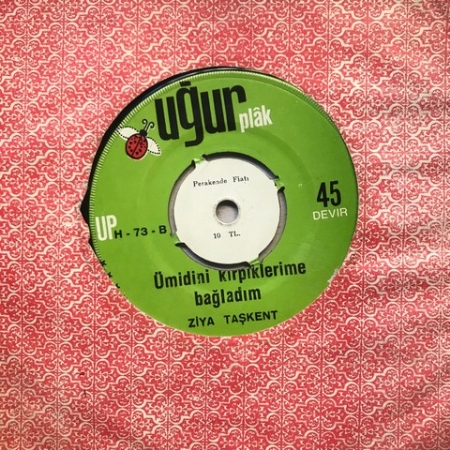 uğur
plâk
Perakende Fiatı
45
DEVİR
UP
H - 73 - B
10 TL.
Ümidini kirpiklerime
bağladım
ZİYA TAŞKENT